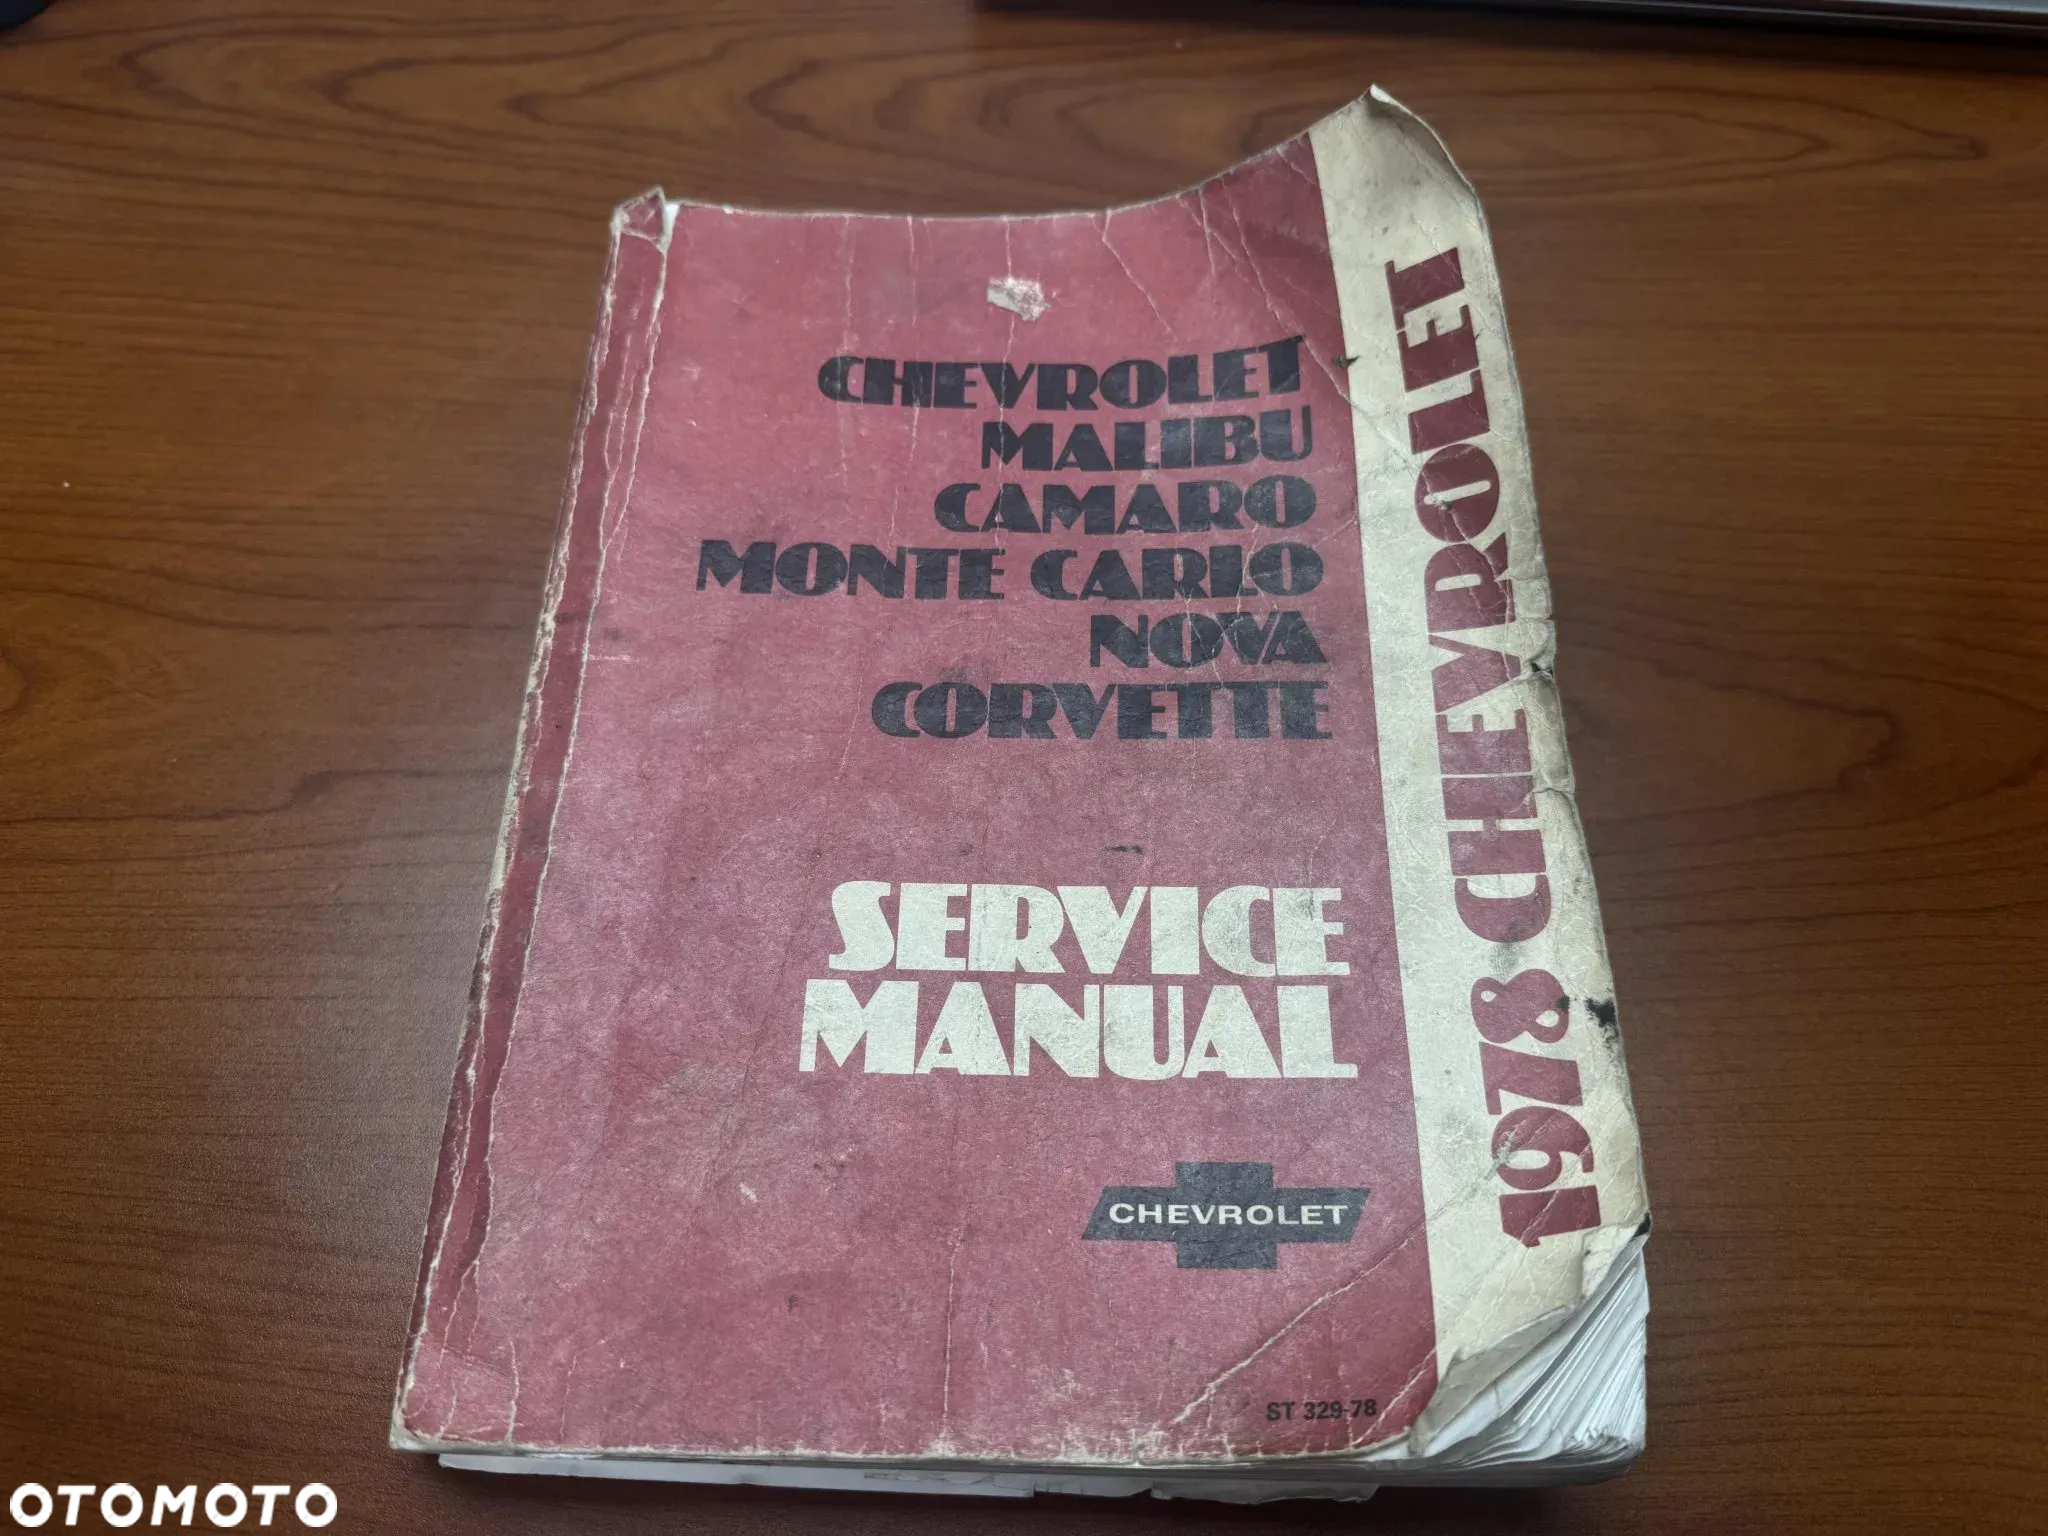 CHEVROLET
MALIBU
CAMARO
MONTE CARLO
NOVA
CORVETTE
SERVICE
MANUAL
CHEVROLET
ST 329-78
1978 CHEVROLET
OTOMOTO